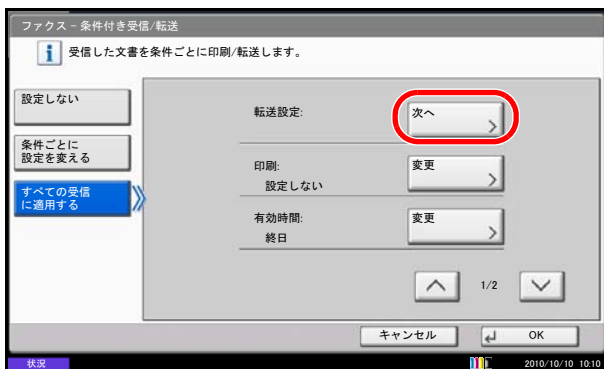 ファクス - 条件付き受信/転送
受信した文書を条件ごとに印刷/転送します。
設定しない
条件ごとに
設定を変える
すべての受信
に適用する
転送設定:
次へ
印刷:
設定しない
変更
有効時間:
終日
変更
1/2
キャンセル
OK
状況
2010/10/10 10:10